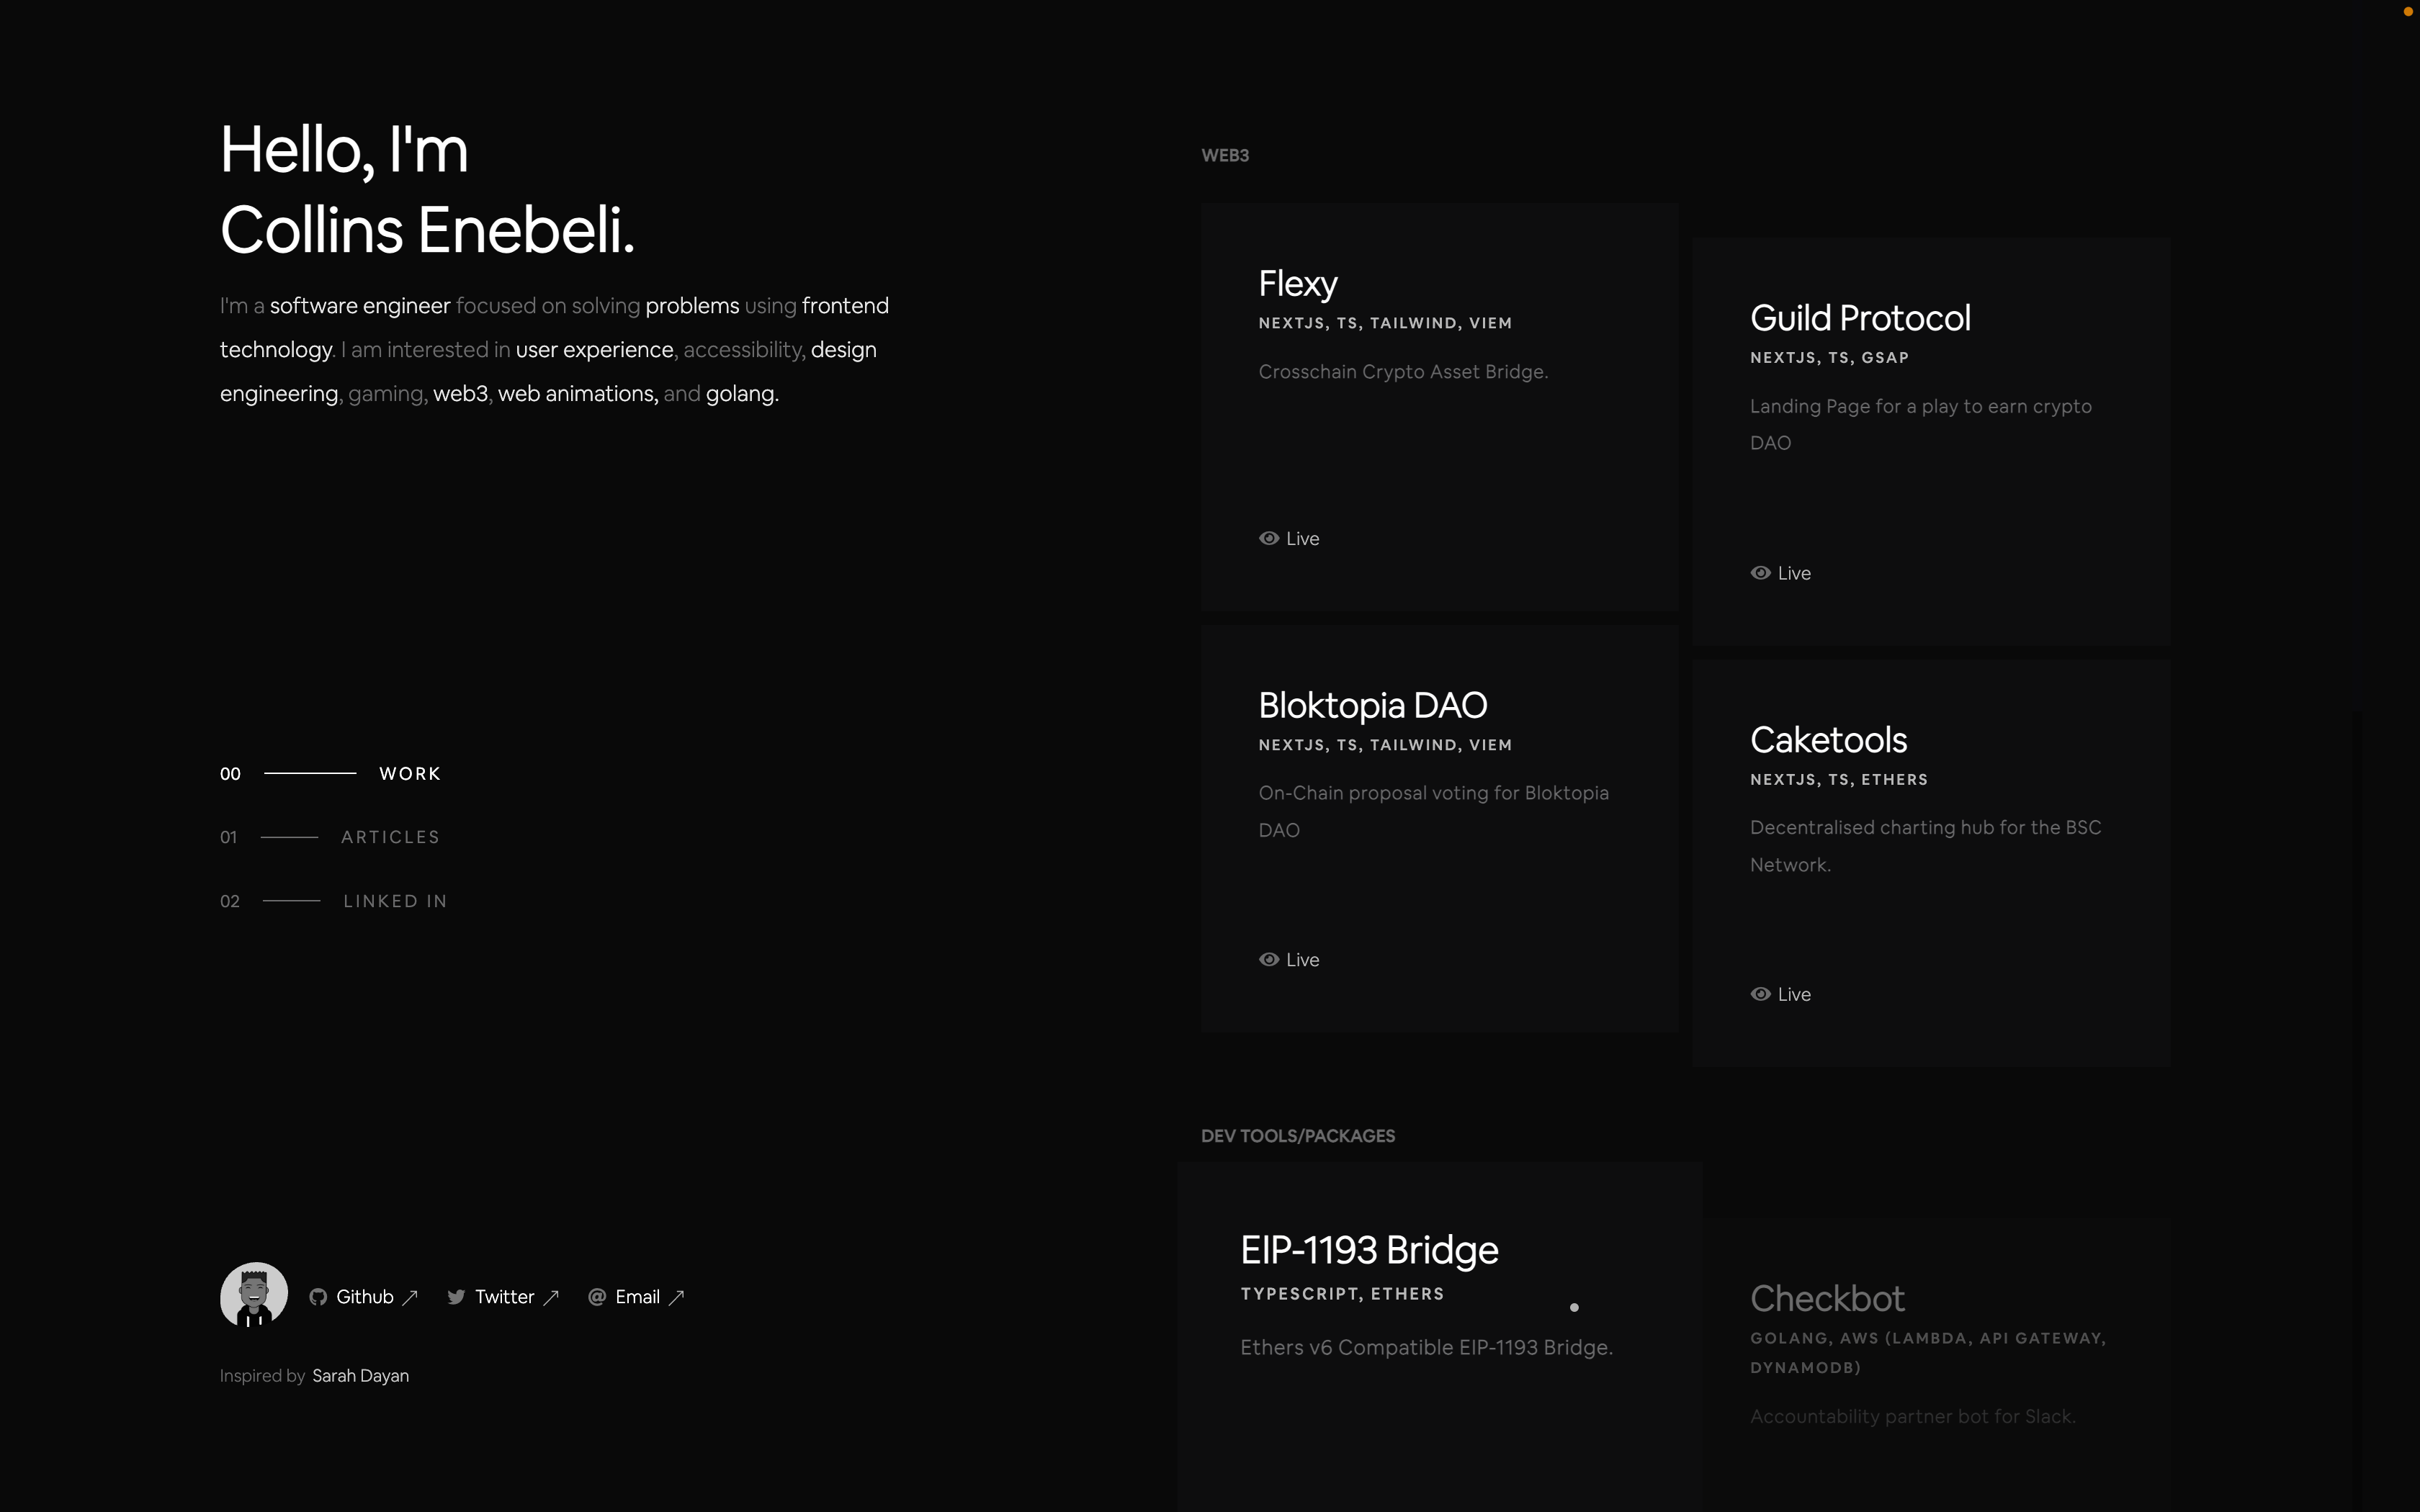 Hello, I'm
Collins Enebeli.
I'm a software engineer focused on solving problems using frontend
technology. I am interested in user experience, accessibility, design
engineering, gaming, web3, web animations, and golang.
00 WORK
01 ARTICLES
02 LINKED IN
Github
Twitter
Email
Inspired by Sarah Dayan
WEB3
Flexy
NEXTJS, TS, TAILWIND, VIEM
Crosschain Crypto Asset Bridge.
Live
Guild Protocol
NEXTJS, TS, GSAP
Landing Page for a play to earn crypto
DAO
Live
Bloktopia DAO
NEXTJS, TS, TAILWIND, VIEM
On-Chain proposal voting for Bloktopia
DAO
Live
Caketools
NEXTJS, TS, ETHERS
Decentralised charting hub for the BSC
Network.
Live
DEV TOOLS/PACKAGES
EIP-1193 Bridge
TYPESCRIPT, ETHERS
Ethers v6 Compatible EIP-1193 Bridge.
Checkbot
GOLANG, AWS (LAMBDA, API GATEWAY,
DYNAMODB)
Accountability partner bot for Slack.